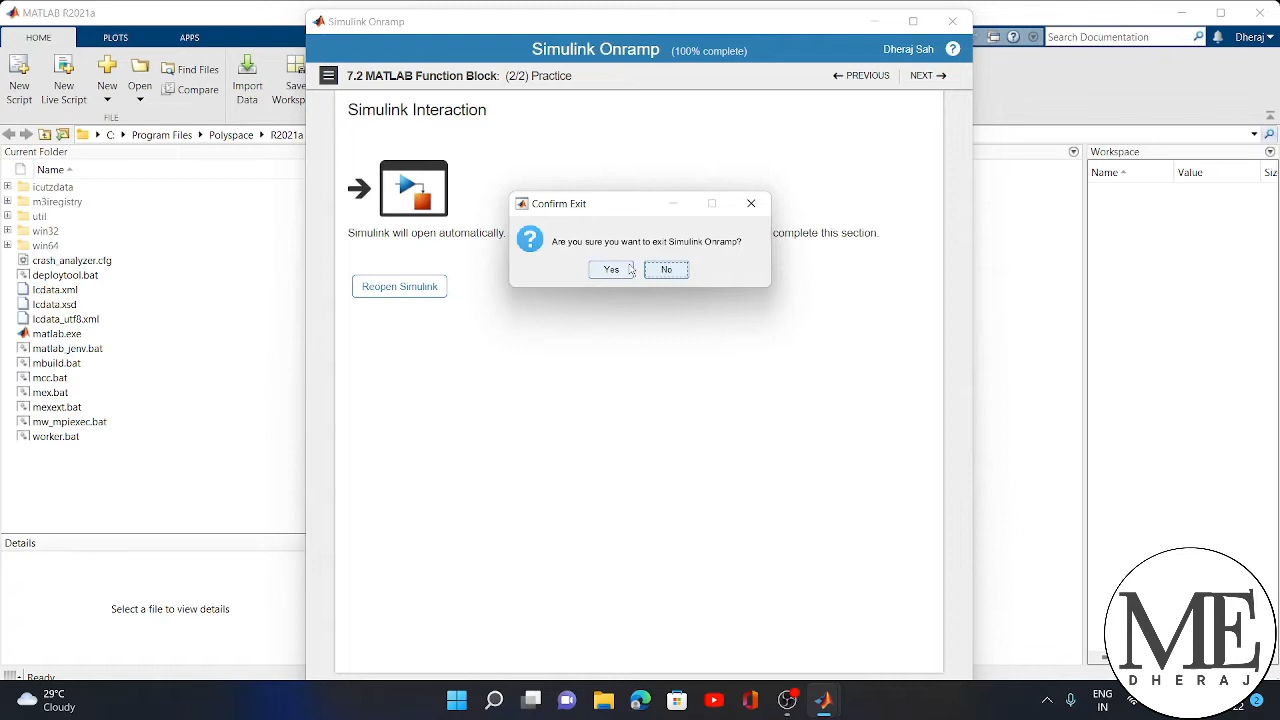 MATLAB R2021a
HOME
PLOTS
APPS
Search Documentation
Dheraj
New Script
New Live Script
New
Open
Find Files
Compare
Import Data
Save
Worksp
FILE
C:
Program Files
Polyspace
R2021a
Current Folder
Name
icutzdata
m3iregistry
util
win32
win64
crash_analyzer.cfg
deploytool.bat
lcdata.xml
lcdata.xsd
lcdata_utf8.xml
matlab.exe
matlab_jenv.bat
mbuild.bat
mcc.bat
mex.bat
mexext.bat
mw_mpiexec.bat
worker.bat
Details
Select a file to view details
Ready
Simulink Onramp
Simulink Onramp (100% complete)
Dheraj Sah
7.2 MATLAB Function Block: (2/2) Practice
PREVIOUS
NEXT
Simulink Interaction
Simulink will open automatically.
complete this section.
Reopen Simulink
Confirm Exit
Are you sure you want to exit Simulink Onramp?
Yes
No
Workspace
Name
Value
Siz
29°C
Cloudy
ENG
IN
22
2
ME
DHERAJ